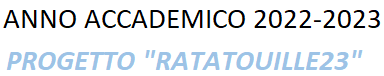 ANNO ACCADEMICO 2022-2023
PROGETTO "RATATOUILLE23"